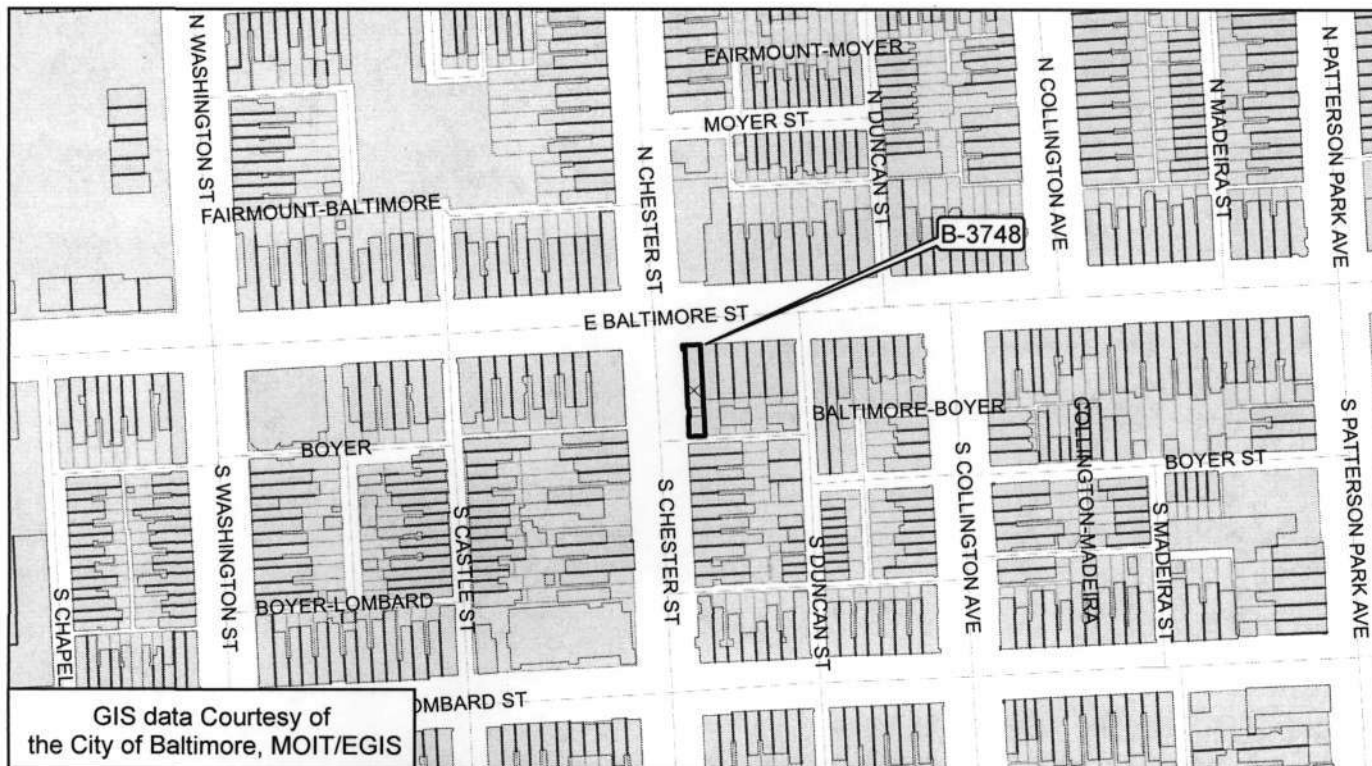 N WASHINGTON ST
FAIRMOUNT-MOYER
N COLLINGTON AVE
N MADEIRA ST
N PATTERSON PARK AVE
MOYER ST
N DUNCAN ST
N CHESTER ST
FAIRMOUNT-BALTIMORE
B-3748
E BALTIMORE ST
BALTIMORE-BOYER
COLLINGTON-MADEIRA
BOYER
BOYER ST
S CHAPEL
S WASHINGTON ST
S CASTLE ST
S CHESTER ST
S DUNCAN ST
S COLLINGTON AVE
S MADEIRA ST
S PATTERSON PARK AVE
BOYER-LOMBARD
OMBARD ST
GIS data Courtesy of
the City of Baltimore, MOIT/EGIS